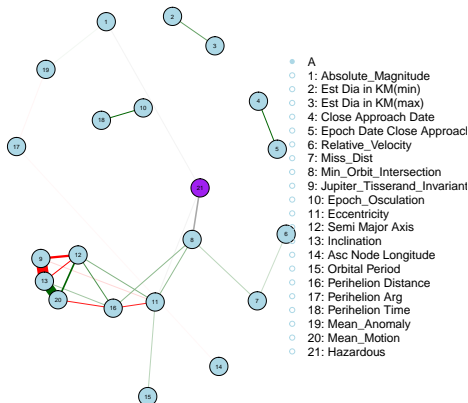 1
2
3
19
4
10
18
5
17
21
6
8
12
9
13
20
16
11
7
14
15
A
1: Absolute_Magnitude
2: Est Dia in KM(min)
3: Est Dia in KM(max)
4: Close Approach Date
5: Epoch Date Close Approach
6: Relative_Velocity
7: Miss_Dist
8: Min_Orbit_Intersection
9: Jupiter_Tisserand_Invariant
10: Epoch_Osculation
11: Eccentricity
12: Semi Major Axis
13: Inclination
14: Asc Node Longitude
15: Orbital Period
16: Perihelion Distance
17: Perihelion Arg
18: Perihelion Time
19: Mean_Anomaly
20: Mean_Motion
21: Hazardous